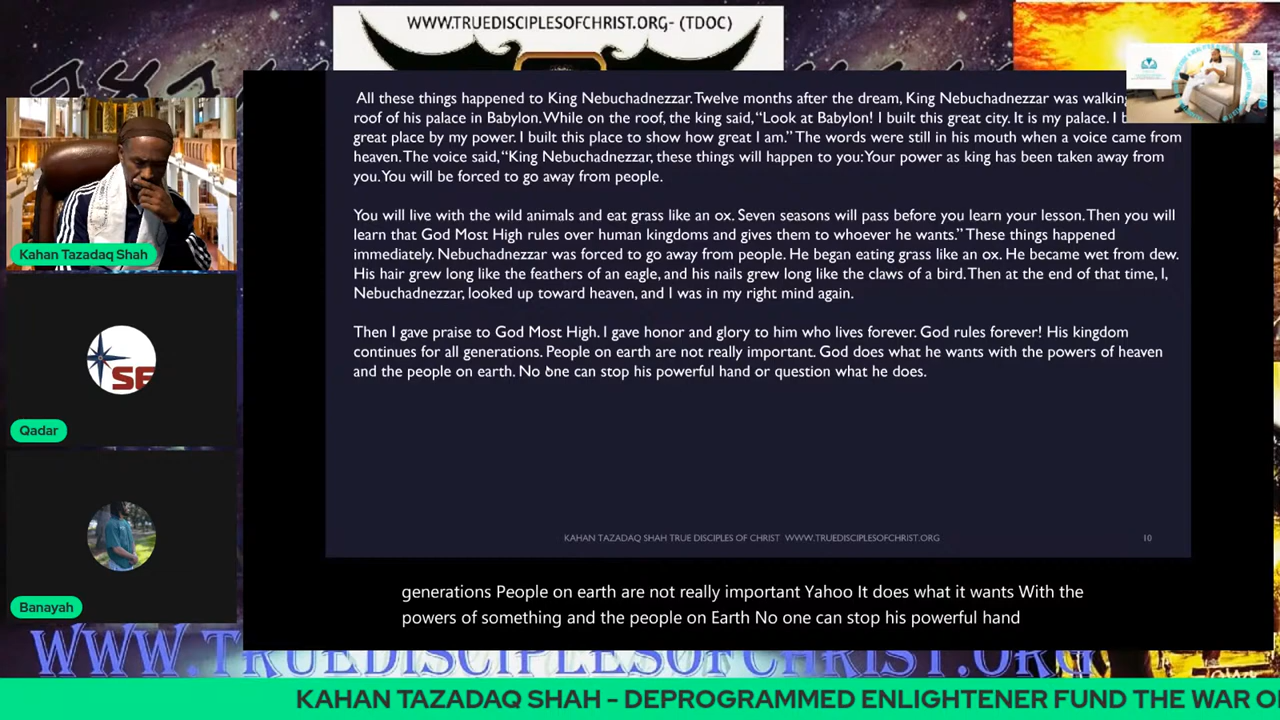 WWW.TRUEDISCIPLESOFCHRIST.ORG- (TDOC)
All these things happened to King Nebuchadnezzar. Twelve months after the dream, King Nebuchadnezzar was walking
roof of his palace in Babylon. While on the roof, the king said, “Look at Babylon! I built this great city. It is my palace. I
great place by my power. I built this place to show how great I am.” The words were still in his mouth when a voice came from
heaven. The voice said, “King Nebuchadnezzar, these things will happen to you: Your power as king has been taken away from
you. You will be forced to go away from people.
You will live with the wild animals and eat grass like an ox. Seven seasons will pass before you learn your lesson. Then you will
learn that God Most High rules over human kingdoms and gives them to whoever he wants.” These things happened
immediately. Nebuchadnezzar was forced to go away from people. He began eating grass like an ox. He became wet from dew.
His hair grew long like the feathers of an eagle, and his nails grew long like the claws of a bird. Then at the end of that time, I,
Nebuchadnezzar, looked up toward heaven, and I was in my right mind again.
Then I gave praise to God Most High. I gave honor and glory to him who lives forever. God rules forever! His kingdom
continues for all generations. People on earth are not really important. God does what he wants with the powers of heaven
and the people on earth. No one can stop his powerful hand or question what he does.
KAHAN TAZADAQ SHAH TRUE DISCIPLES OF CHRIST WWW.TRUEDISCIPLESOFCHRIST.ORG
10
Kahan Tazadaq Shah
SE
Qadar
Banayah
generations People on earth are not really important Yahoo It does what it wants With the
powers of something and the people on Earth No one can stop his powerful hand
WWW.TRUEDISCIPLESOFCHRIST.ORG
KAHAN TAZADAQ SHAH - DEPROGRAMMED ENLIGHTENER FUND THE WAR